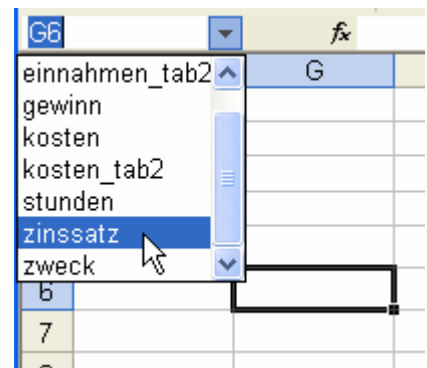 G6 fx
einnahmen_tab2 G
gewinn
kosten
kosten_tab2
stunden
zinssatz
zweck
6
7